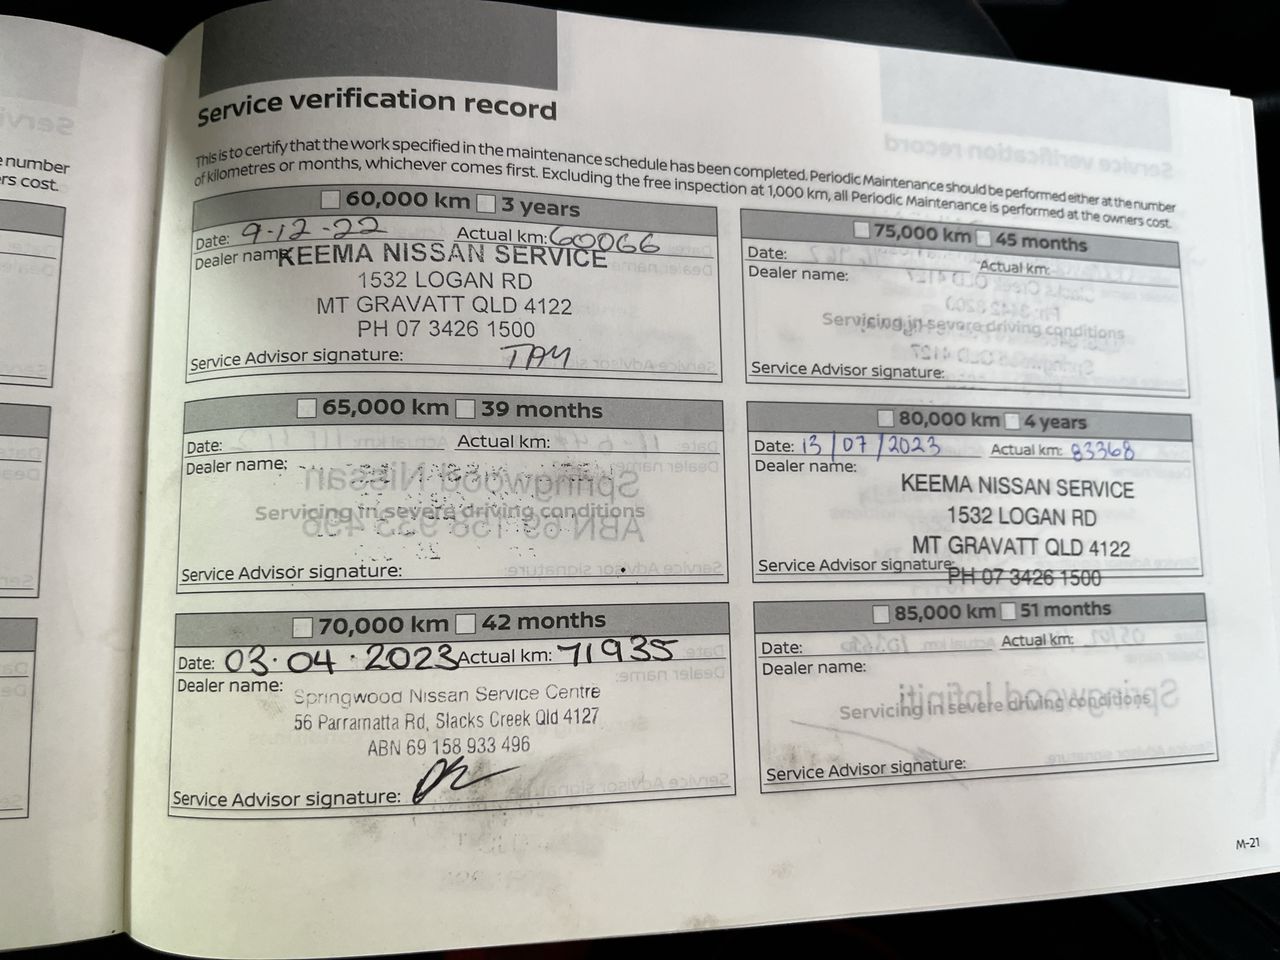 Service verification record
This is to certify that the work specified in the maintenance schedule has been completed. Periodic Maintenance should be performed either at the number
of kilometres or months, whichever comes first. Excluding the free inspection at 1,000 km, all Periodic Maintenance is performed at the owners cost.
e number
rs cost.
60,000 km 3 years
Date: 9-12-22 Actual km: 60066
Dealer name:
KEEMA NISSAN SERVICE
1532 LOGAN RD
MT GRAVATT QLD 4122
PH 07 3426 1500
Service Advisor signature: TAM
65,000 km 39 months
Date: Actual km:
Dealer name:
Servicing in severe driving conditions
Service Advisor signature:
70,000 km 42 months
Date: 03.04.2023 Actual km: 71935
Dealer name:
Springwood Nissan Service Centre
56 Parramatta Rd, Slacks Creek Qld 4127
ABN 69 158 933 496
Service Advisor signature:
75,000 km 45 months
Date: Actual km:
Dealer name:
Servicing in severe driving conditions
Service Advisor signature:
80,000 km 4 years
Date: 13/07/2023 Actual km: 83368
Dealer name:
KEEMA NISSAN SERVICE
1532 LOGAN RD
MT GRAVATT QLD 4122
Service Advisor signature:
PH 07 3426 1500
85,000 km 51 months
Date: Actual km:
Dealer name:
Servicing in severe driving conditions
Service Advisor signature:
M-21